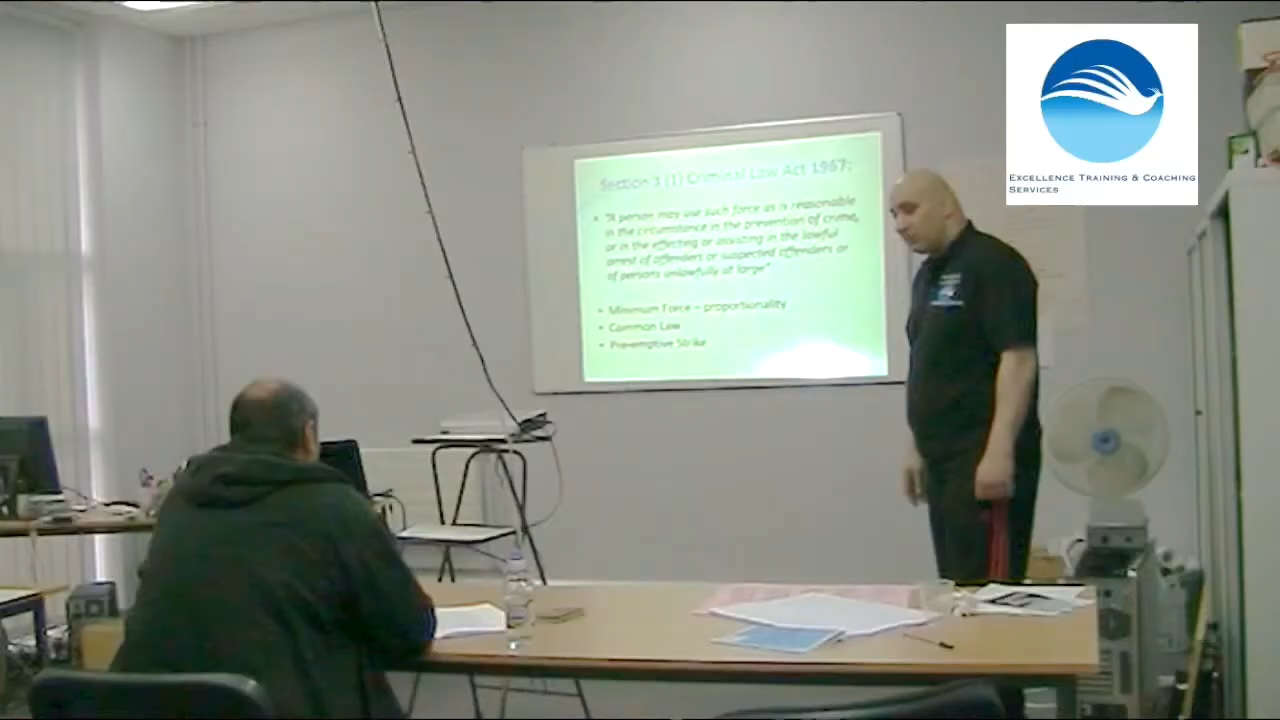 EXCELLENCE TRAINING & COACHING
SERVICES
Section 3 (1) Criminal Law Act 1967:
• "A person may use such force as is reasonable
in the circumstance in the prevention of crime,
or in the effecting or assisting in the lawful
arrest of offenders or suspected offenders or
of persons unlawfully at large"
• Minimum Force – proportionality
• Common Law
• Pre-emptive Strike